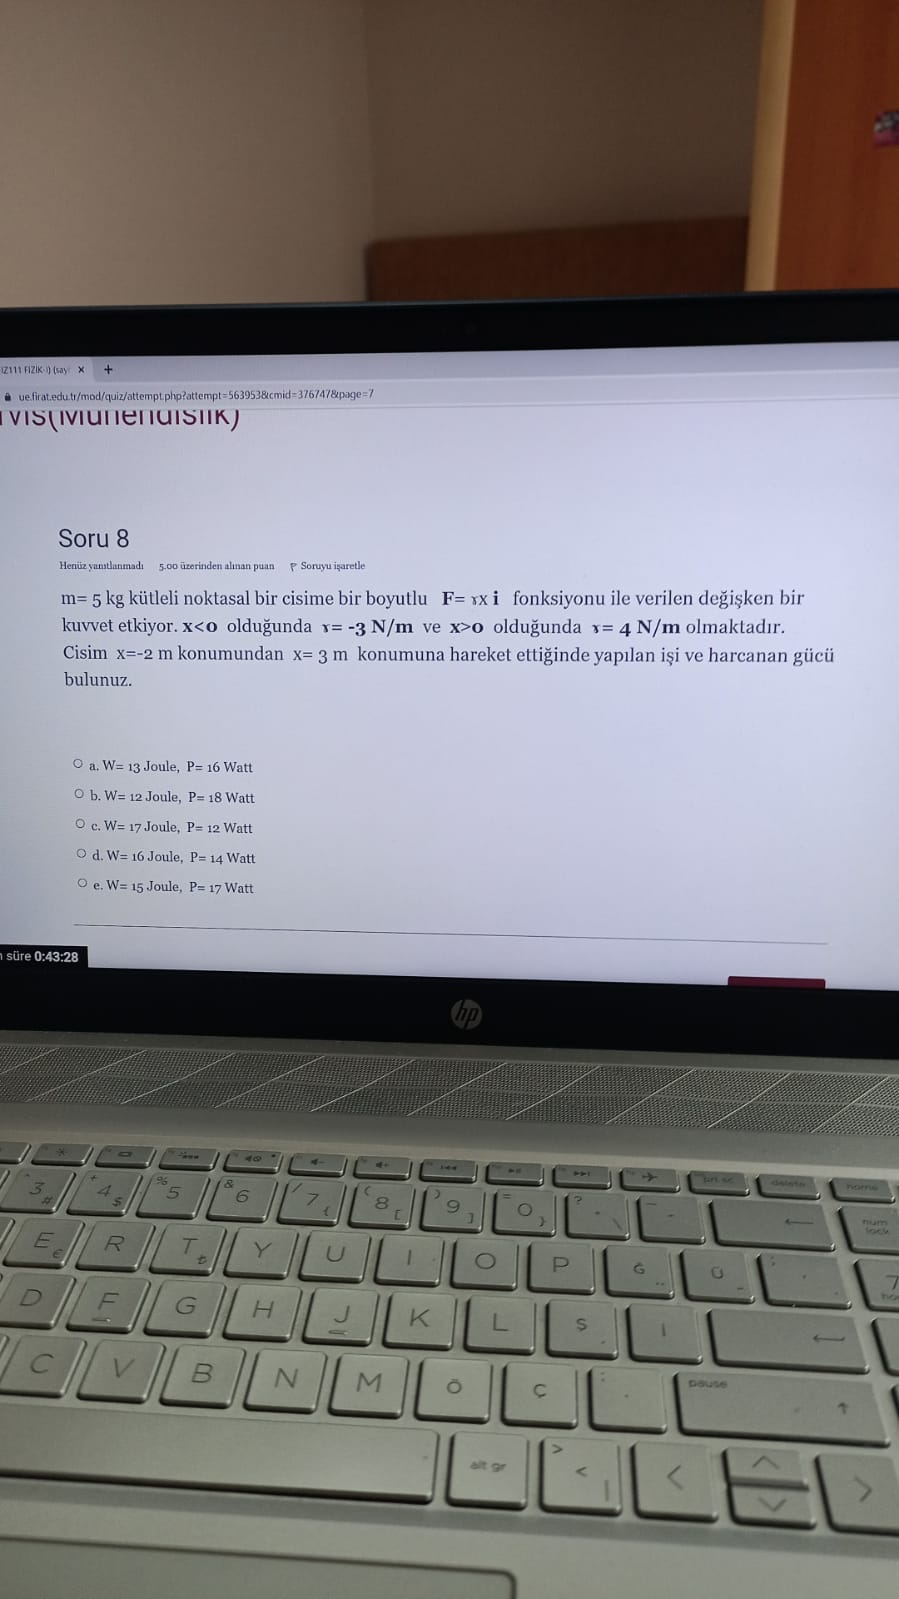 IZ111 FİZİK-I) (say
ue.firat.edu.tr/mod/quiz/attempt.php?attempt=563953&cmid=376747&page=7
vis(Mühendislik)
Soru 8
Henüz yanıtlanmadı 5.00 üzerinden alınan puan Soruyu işaretle
m= 5 kg kütleli noktasal bir cisime bir boyutlu F= ɤx i fonksiyonu ile verilen değişken bir
kuvvet etkiyor. x<0 olduğunda ɤ= -3 N/m ve x>0 olduğunda ɤ= 4 N/m olmaktadır.
Cisim x=-2 m konumundan x= 3 m konumuna hareket ettiğinde yapılan işi ve harcanan gücü
bulunuz.
a. W= 13 Joule, P= 16 Watt
b. W= 12 Joule, P= 18 Watt
c. W= 17 Joule, P= 12 Watt
d. W= 16 Joule, P= 14 Watt
e. W= 15 Joule, P= 17 Watt
süre 0:43:28
hp
prt sc delete home
3 # 4 $ % 5 & 6 / 7 { ( 8 [ ) 9 ] = 0 } ? \ - num lock
E € R T ₺ Y U I O P Ğ Ü 7
D F G H J K L Ş İ
C V B N M Ö Ç pause
alt gr > < |